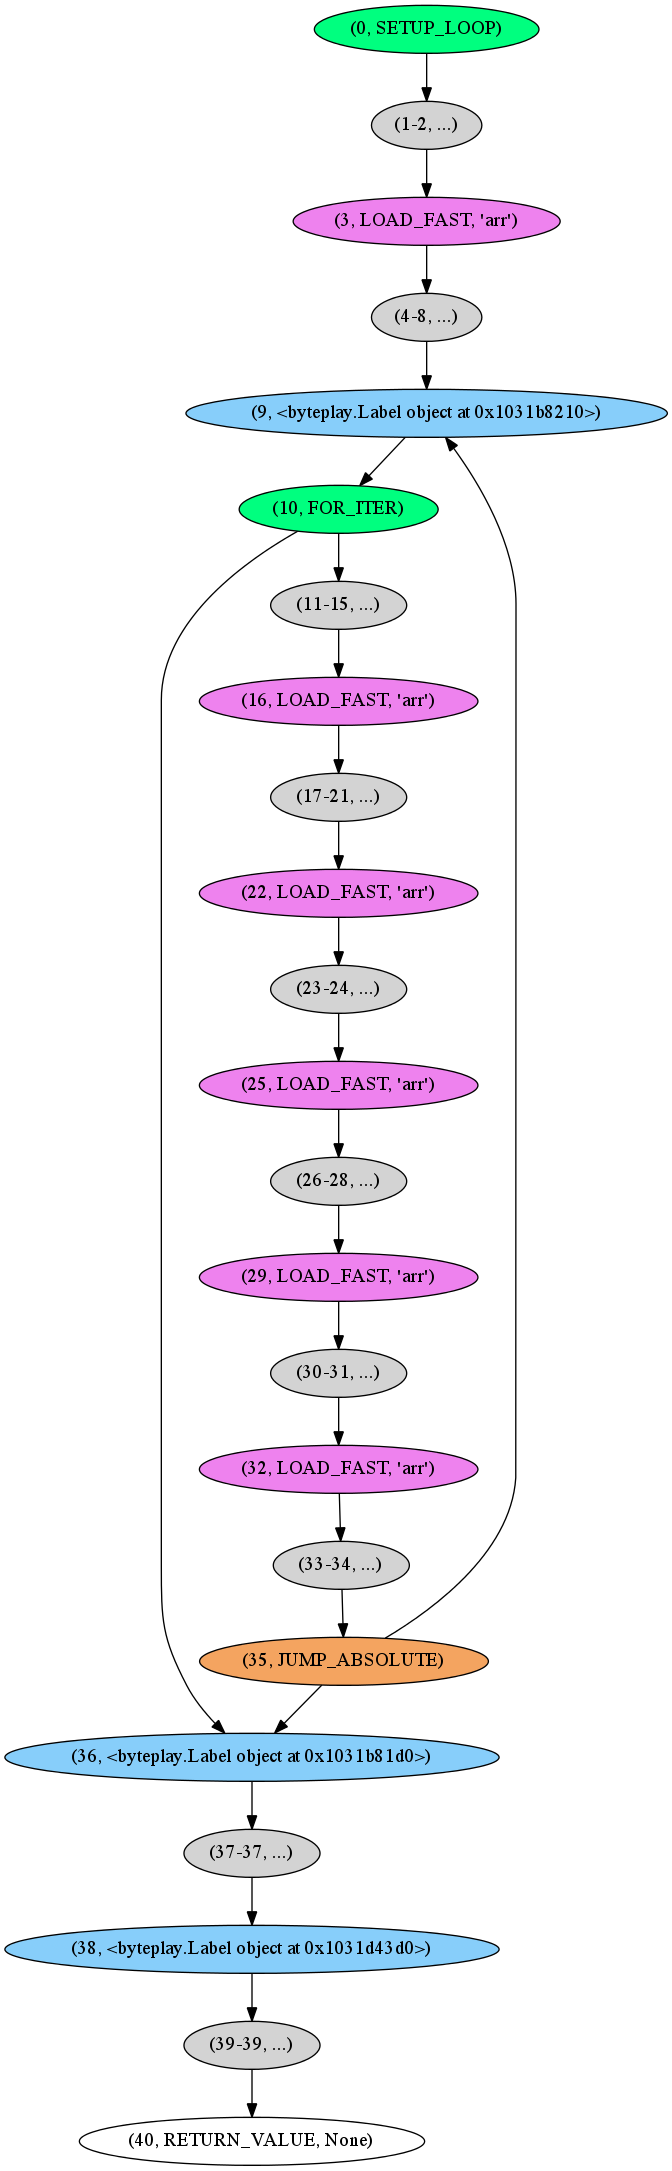 (0, SETUP_LOOP)
(1-2, ...)
(3, LOAD_FAST, 'arr')
(4-8, ...)
(9, <byteplay.Label object at 0x1031b8210>)
(10, FOR_ITER)
(11-15, ...)
(16, LOAD_FAST, 'arr')
(17-21, ...)
(22, LOAD_FAST, 'arr')
(23-24, ...)
(25, LOAD_FAST, 'arr')
(26-28, ...)
(29, LOAD_FAST, 'arr')
(30-31, ...)
(32, LOAD_FAST, 'arr')
(33-34, ...)
(35, JUMP_ABSOLUTE)
(36, <byteplay.Label object at 0x1031b81d0>)
(37-37, ...)
(38, <byteplay.Label object at 0x1031d43d0>)
(39-39, ...)
(40, RETURN_VALUE, None)